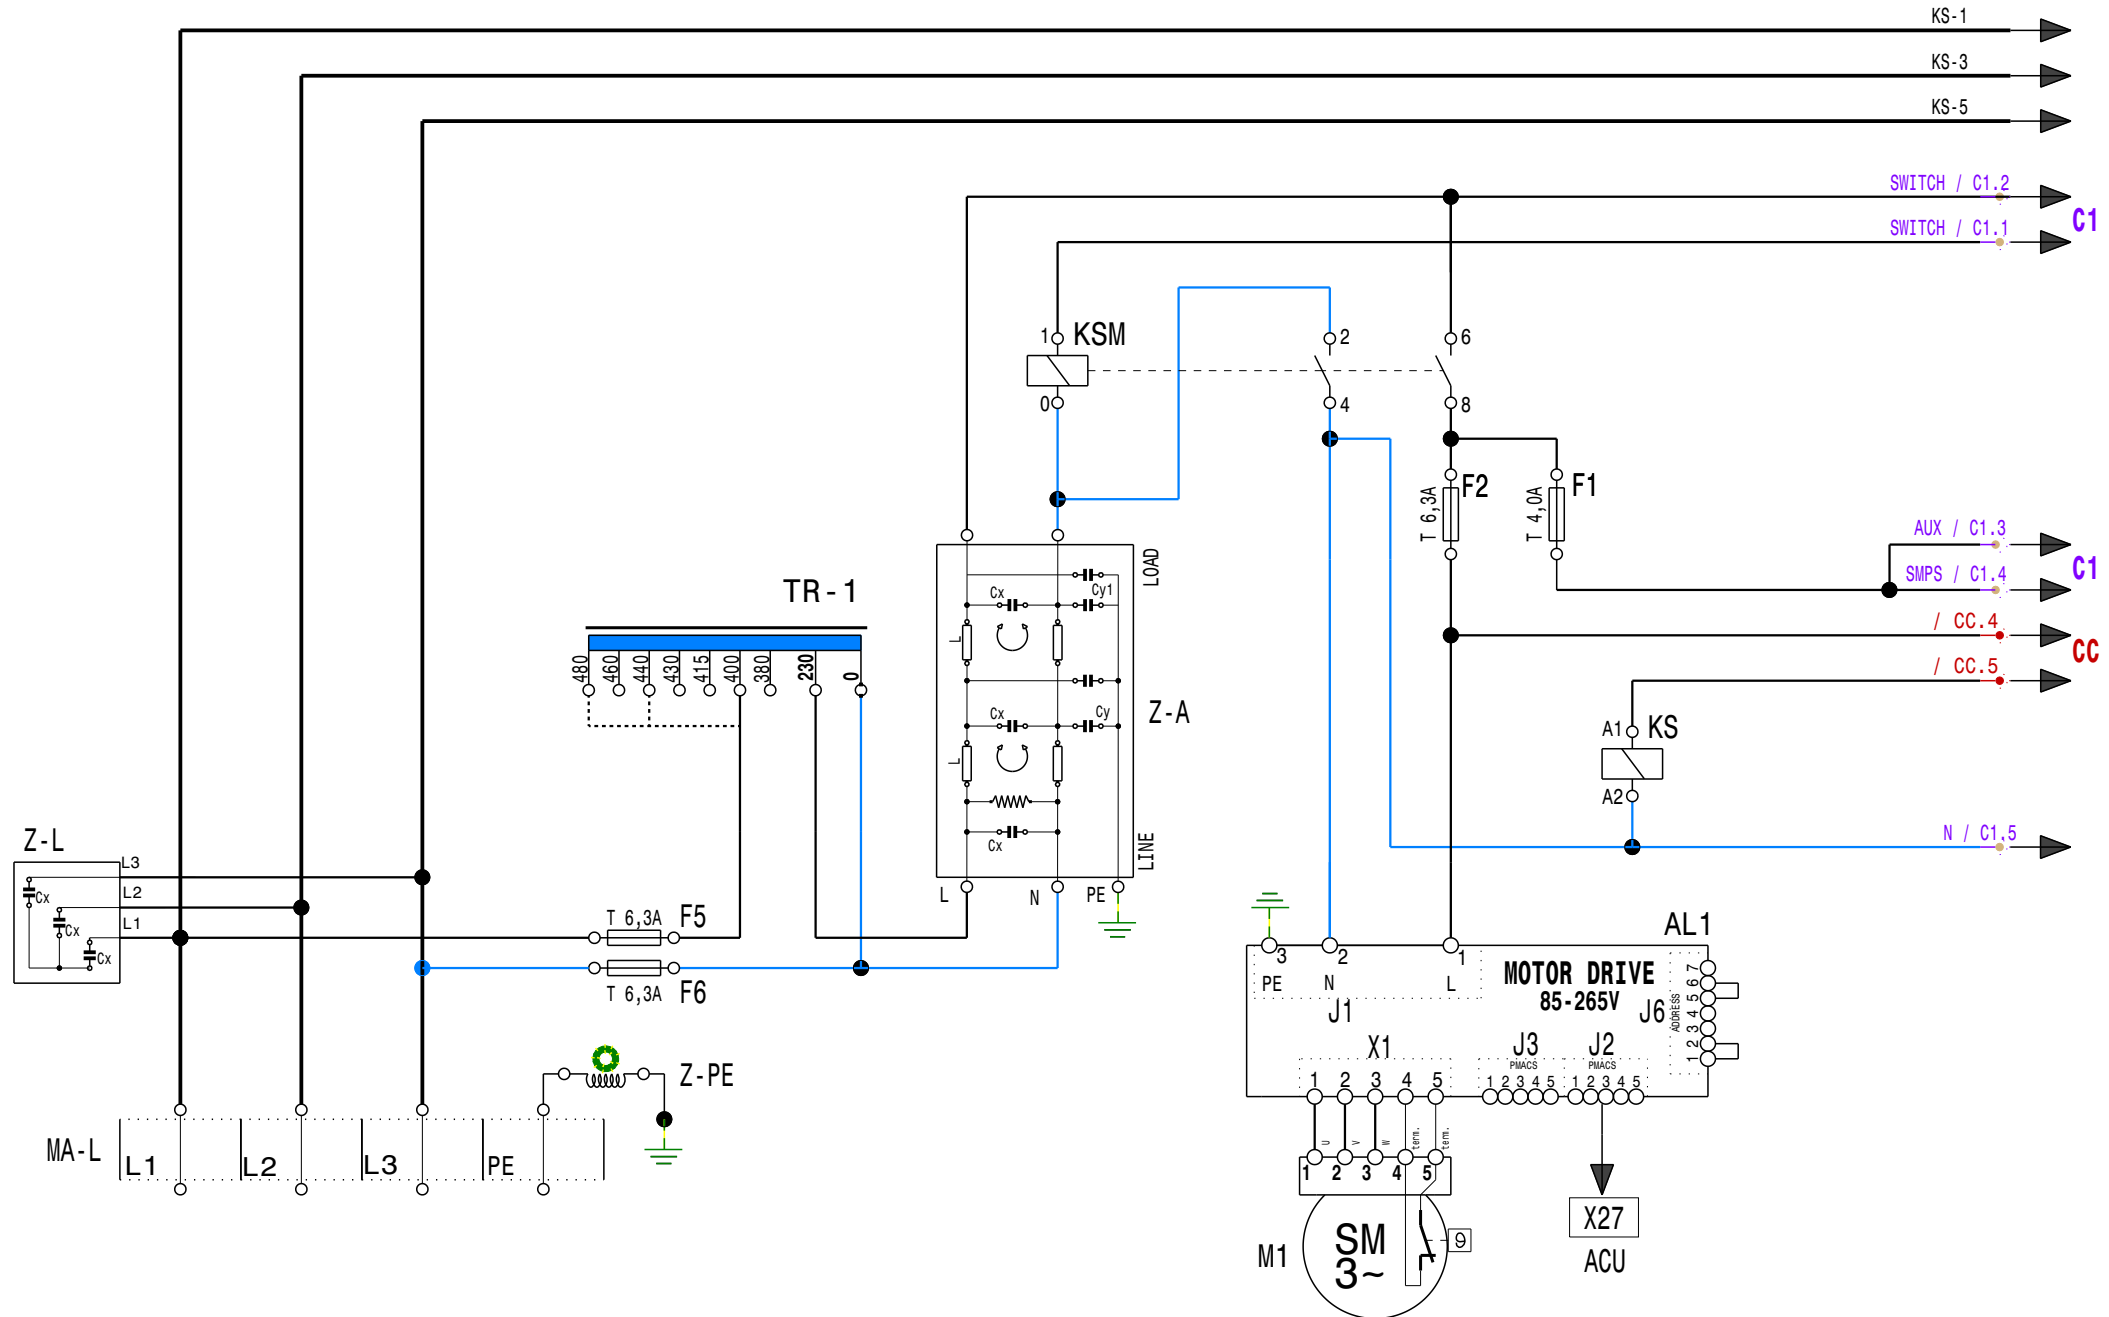 KS-1
KS-3
KS-5
SWITCH / C1.2
C1
SWITCH / C1.1
1 KSM
0
2
4
6
8
F2
T 6,3A
F1
T 4,0A
AUX / C1.3
C1
SMPS / C1.4
/ CC.4
CC
/ CC.5
A1 KS
A2
N / C1.5
TR-1
480
460
440
430
415
400
380
230
0
LOAD
Cy1
Cx
L
Z-A
Cx
Cy
L
Cx
LINE
L
N
PE
Z-L
L3
L2
L1
Cx
Cx
Cx
T 6,3A F5
T 6,3A F6
Z-PE
MA-L
L1
L2
L3
PE
AL1
3 2 1
PE N L
J1
MOTOR DRIVE
85-265V
J6
ADDRESS
7
6
5
4
3
2
1
X1
J3
PMACS
J2
PMACS
1 2 3 4 5
1 2 3 4 5
1 2 3 4 5
U
V
W
term.
term.
1 2 3 4 5
M1
SM
3~
9
X27
ACU